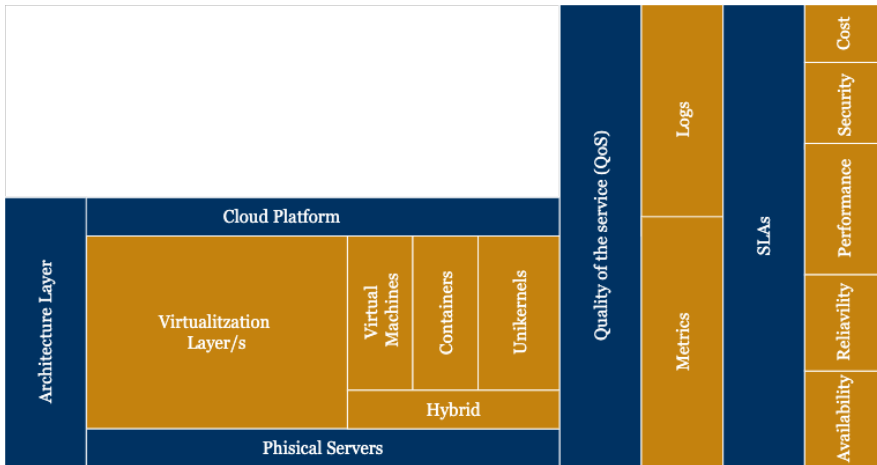 Architecture Layer
Cloud Platform
Virtualitzation
Layer/s
Virtual
Machines
Containers
Unikernels
Hybrid
Phisical Servers
Quality of the service (QoS)
Logs
Metrics
SLAs
Cost
Security
Performance
Reliavility
Availability